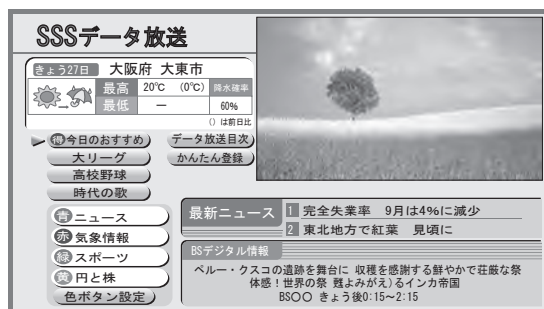 SSSデータ放送
きょう27日 大阪府 大東市
最高 20℃ (0℃) 降水確率
最低 — 60%
() は前日比
得今日のおすすめ データ放送目次
大リーグ かんたん登録
高校野球
時代の歌
青 ニュース
赤 気象情報
緑 スポーツ
黄 円と株
色ボタン設定
最新ニュース 1 完全失業率 9月は4%に減少
2 東北地方で紅葉 見頃に
BSデジタル情報
ペルー・クスコの遺跡を舞台に 収穫を感謝する鮮やかで荘厳な祭
体感!世界の祭 甦よみがえ)るインカ帝国
BS〇〇 きょう後0:15~2:15